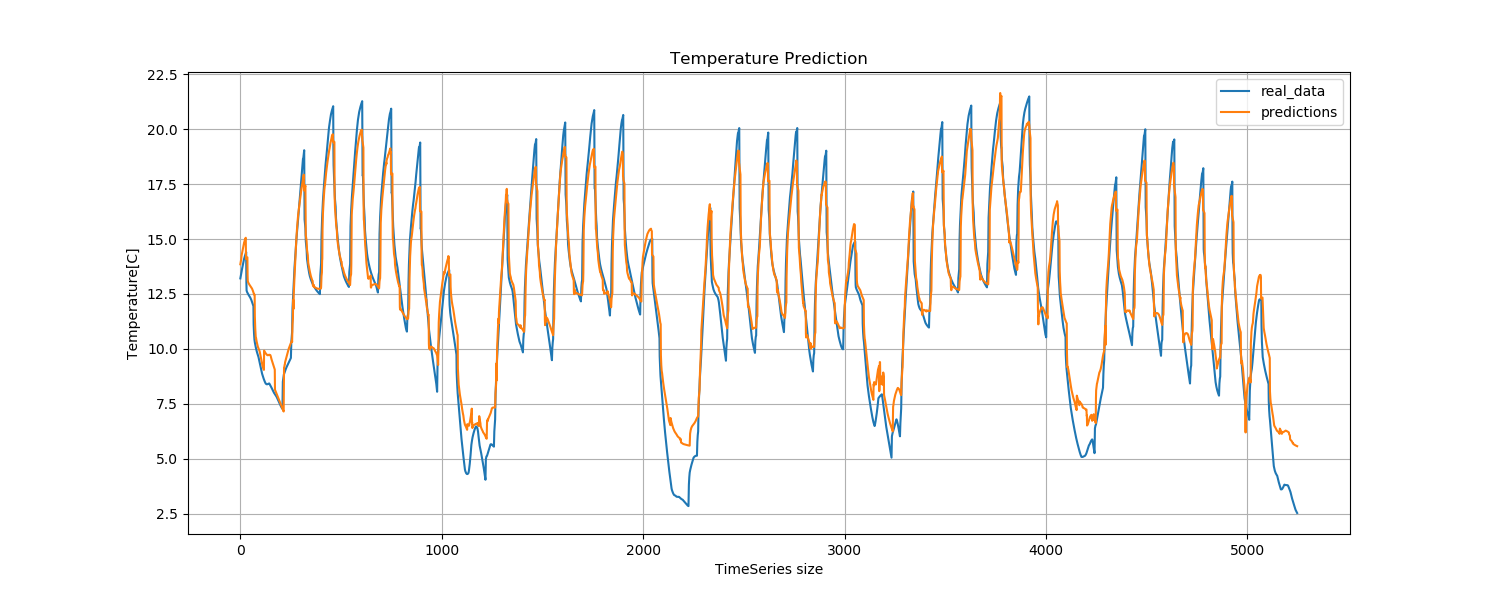 Temperature Prediction
real_data
predictions
Temperature[C]
22.5
20.0
17.5
15.0
12.5
10.0
7.5
5.0
2.5
0 1000 2000 3000 4000 5000
TimeSeries size